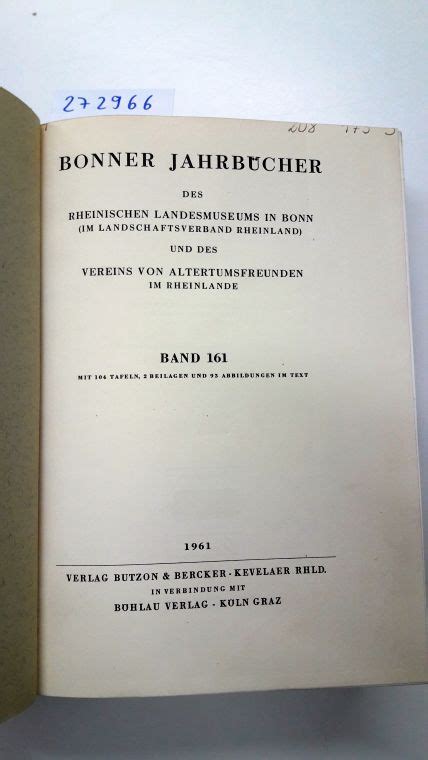 272966
208 175
BONNER JAHRBÜCHER
DES
RHEINISCHEN LANDESMUSEUMS IN BONN
(IM LANDSCHAFTSVERBAND RHEINLAND)
UND DES
VEREINS VON ALTERTUMSFREUNDEN
IM RHEINLANDE
BAND 161
MIT 104 TAFELN, 2 BEILAGEN UND 93 ABBILDUNGEN IM TEXT
1961
VERLAG BUTZON & BERCKER - KEVELAER RHLD.
IN VERBINDUNG MIT
BÖHLAU VERLAG - KÖLN GRAZ